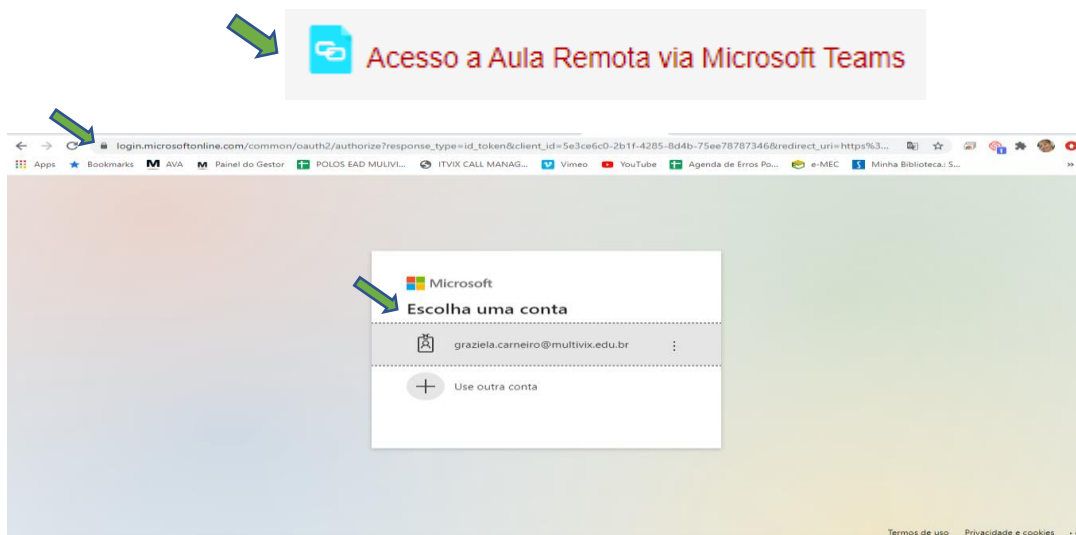 Acesso a Aula Remota via Microsoft Teams
login.microsoftonline.com/common/oauth2/authorize?response_type=id_token&client_id=5e3ce6c0-2b1f-4285-8d4b-75ee78787346&redirect_uri=https%3...
Apps Bookmarks AVA Painel do Gestor POLOS EAD MULIVI... ITVIX CALL MANAG... Vimeo YouTube Agenda de Erros Po... e-MEC Minha Biblioteca.: S... »
Microsoft
Escolha uma conta
graziela.carneiro@multivix.edu.br
Use outra conta
Termos de uso Privacidade e cookies